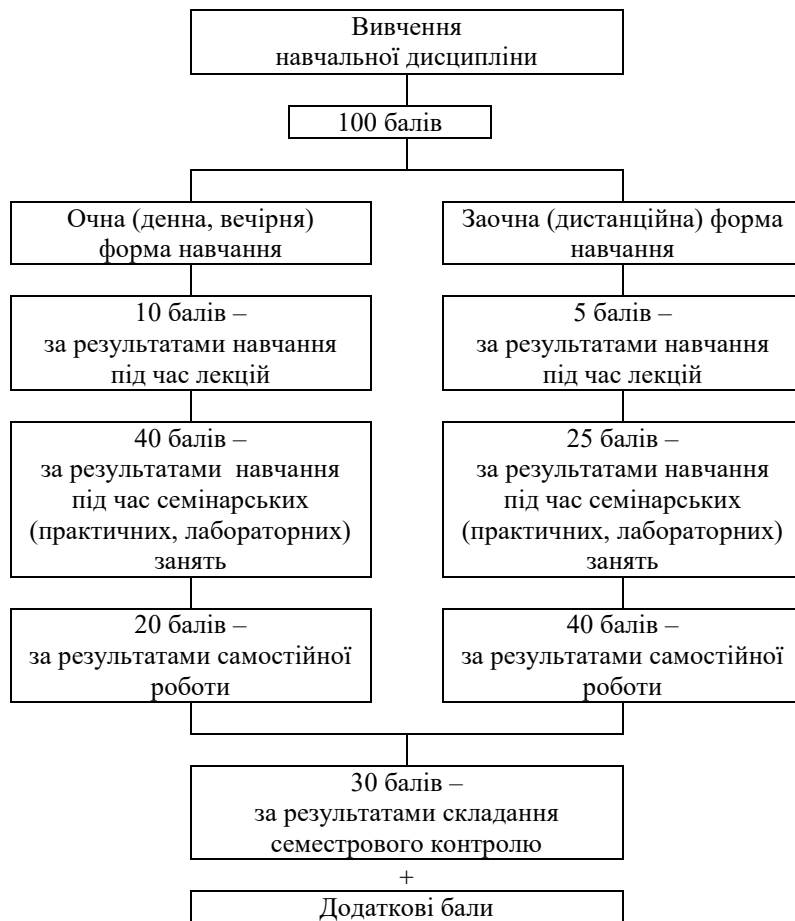 Вивчення
навчальної дисципліни
100 балів
Очна (денна, вечірня)
форма навчання
10 балів –
за результатами навчання
під час лекцій
40 балів –
за результатами навчання
під час семінарських
(практичних, лабораторних)
занять
20 балів –
за результатами самостійної
роботи
Заочна (дистанційна) форма
навчання
5 балів –
за результатами навчання
під час лекцій
25 балів –
за результатами навчання
під час семінарських
(практичних, лабораторних)
занять
40 балів –
за результатами самостійної
роботи
30 балів –
за результатами складання
семестрового контролю
+
Додаткові бали